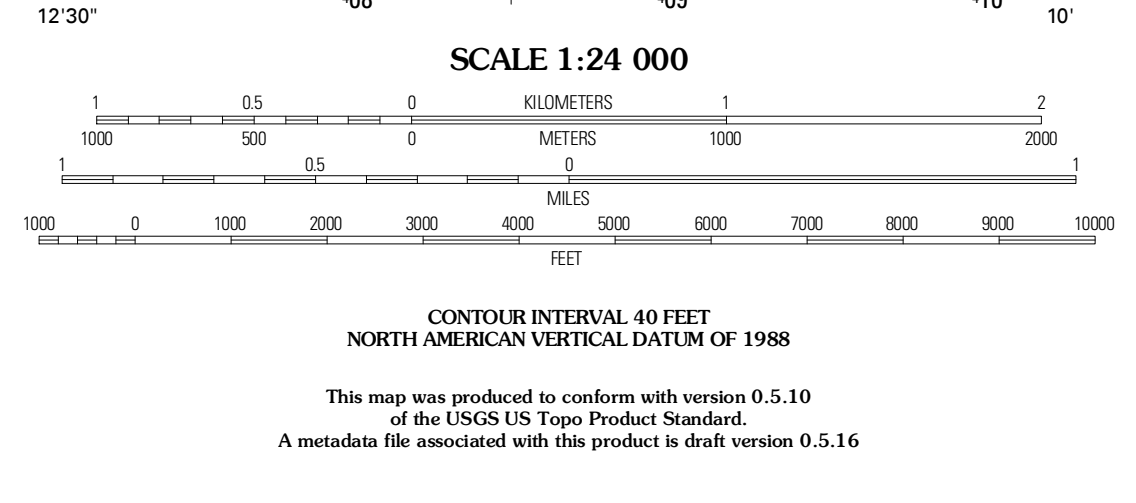 12'30" 10'
SCALE 1:24 000
1 0.5 0 KILOMETERS 1 2
1000 500 0 METERS 1000 2000
1 0.5 0 1
MILES
1000 0 1000 2000 3000 4000 5000 6000 7000 8000 9000 10000
FEET
CONTOUR INTERVAL 40 FEET
NORTH AMERICAN VERTICAL DATUM OF 1988
This map was produced to conform with version 0.5.10
of the USGS US Topo Product Standard.
A metadata file associated with this product is draft version 0.5.16